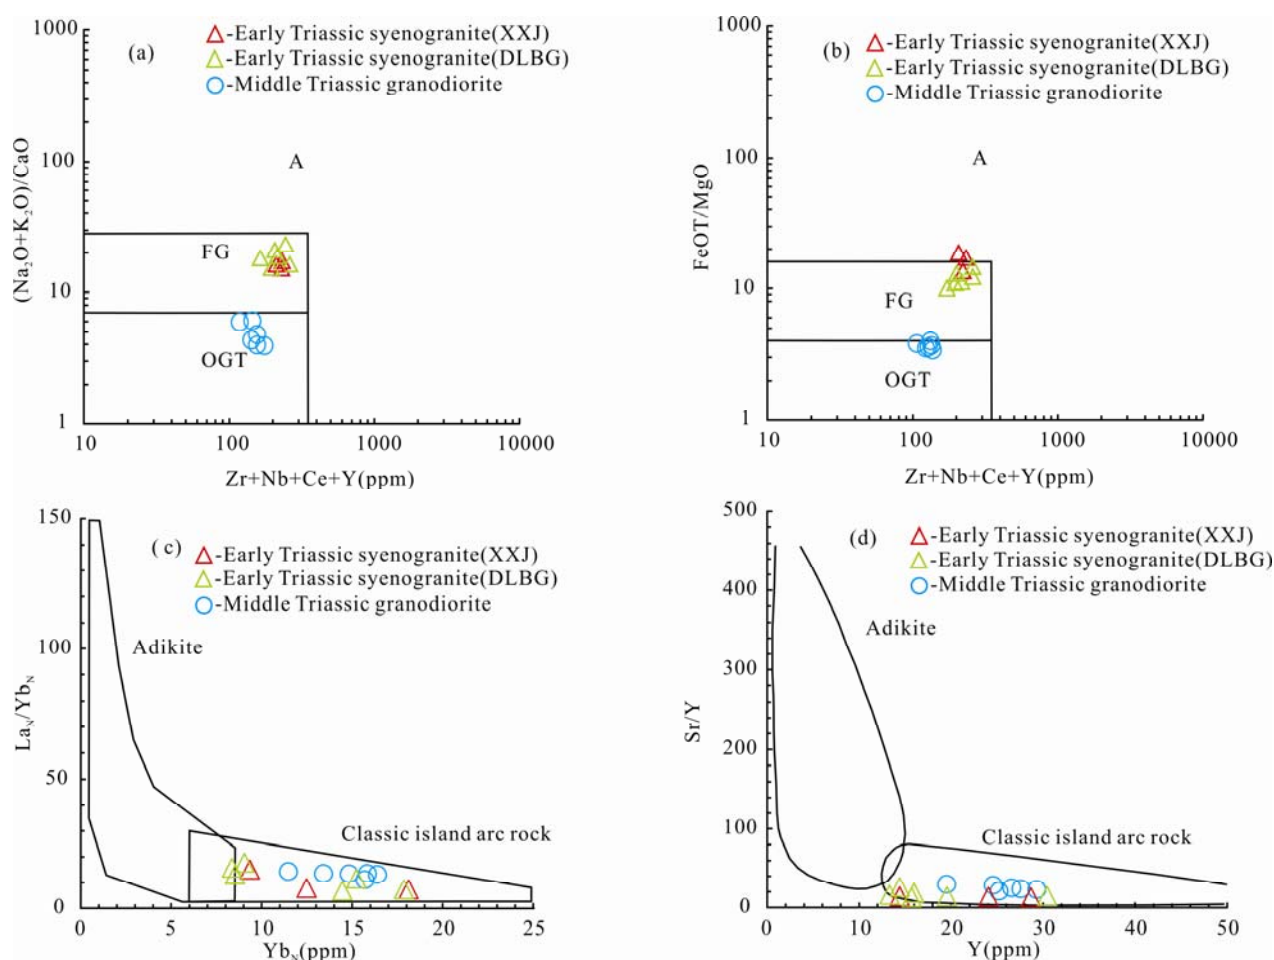 (a)
△-Early Triassic syenogranite(XXJ)
△-Early Triassic syenogranite(DLBG)
○-Middle Triassic granodiorite
(Na₂O+K₂O)/CaO
1000
100
10
1
A
FG
OGT
10 100 1000 10000
Zr+Nb+Ce+Y(ppm)
(b)
△-Early Triassic syenogranite(XXJ)
△-Early Triassic syenogranite(DLBG)
○-Middle Triassic granodiorite
FeOT/MgO
1000
100
10
1
A
FG
OGT
10 100 1000 10000
Zr+Nb+Ce+Y(ppm)
(c)
△-Early Triassic syenogranite(XXJ)
△-Early Triassic syenogranite(DLBG)
○-Middle Triassic granodiorite
La_N/Yb_N
150
100
50
0
Adikite
Classic island arc rock
0 5 10 15 20 25
Yb_N(ppm)
(d)
△-Early Triassic syenogranite(XXJ)
△-Early Triassic syenogranite(DLBG)
○-Middle Triassic granodiorite
Sr/Y
500
400
300
200
100
0
Adikite
Classic island arc rock
0 10 20 30 40 50
Y(ppm)